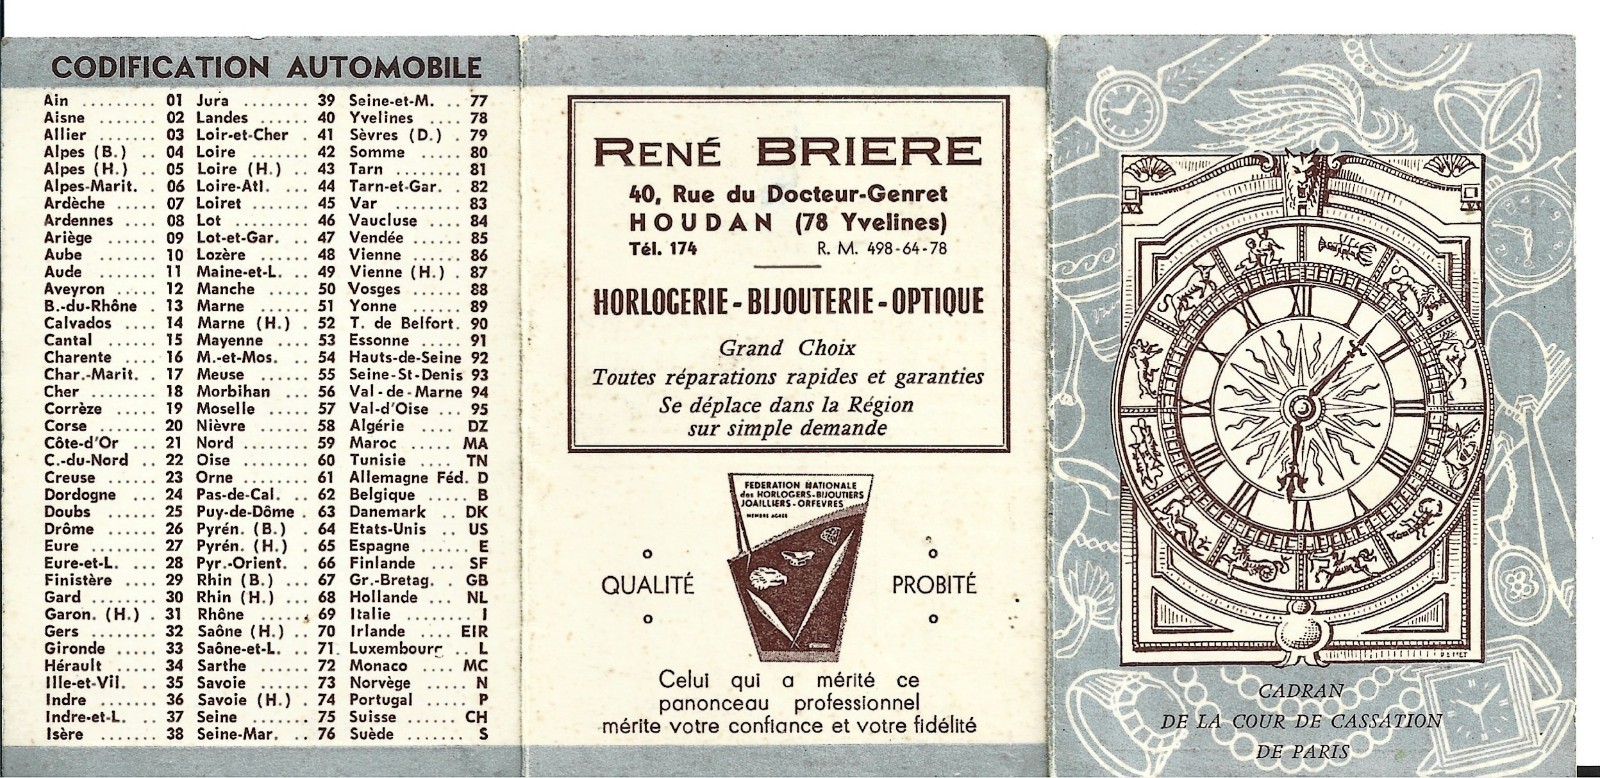 CODIFICATION AUTOMOBILE
Ain ......... 01 Jura ........ 39 Seine-et-M. .. 77
Aisne ....... 02 Landes ...... 40 Yvelines .... 78
Allier ....... 03 Loir-et-Cher . 41 Sèvres (D.) . 79
Alpes (B.) .. 04 Loire ....... 42 Somme ..... 80
Alpes (H.) .. 05 Loire (H.) ... 43 Tarn ........ 81
Alpes-Marit. . 06 Loire-Atl. ... 44 Tarn-et-Gar. . 82
Ardèche ..... 07 Loiret ....... 45 Var ........ 83
Ardennes .... 08 Lot ......... 46 Vaucluse .... 84
Ariège ...... 09 Lot-et-Gar. .. 47 Vendée ..... 85
Aube ....... 10 Lozère ...... 48 Vienne ...... 86
Aude ....... 11 Maine-et-L. .. 49 Vienne (H.) . 87
Aveyron ..... 12 Manche ..... 50 Vosges ...... 88
B.-du-Rhône . 13 Marne ...... 51 Yonne ...... 89
Calvados .... 14 Marne (H.) . 52 T. de Belfort. 90
Cantal ...... 15 Mayenne .... 53 Essonne ..... 91
Charente .... 16 M.-et-Mos. .. 54 Hauts-de-Seine 92
Char.-Marit. . 17 Meuse ...... 55 Seine-St-Denis 93
Cher ....... 18 Morbihan ... 56 Val-de-Marne 94
Corrèze ..... 19 Moselle ..... 57 Val-d'Oise ... 95
Corse ....... 20 Nièvre ...... 58 Algérie .... DZ
Côte-d'Or ... 21 Nord ........ 59 Maroc ..... MA
C.-du-Nord .. 22 Oise ........ 60 Tunisie .... TN
Creuse ...... 23 Orne ........ 61 Allemagne Féd. D
Dordogne .... 24 Pas-de-Cal. .. 62 Belgique ..... B
Doubs ...... 25 Puy-de-Dôme . 63 Danemark .. DK
Drôme ...... 26 Pyrén. (B.) .. 64 Etats-Unis .. US
Eure ........ 27 Pyrén. (H.) . 65 Espagne ...... E
Eure-et-L. ... 28 Pyr.-Orient. . 66 Finlande .... SF
Finistère .... 29 Rhin (B.) ... 67 Gr.-Bretag. . GB
Gard ....... 30 Rhin (H.) ... 68 Hollande ... NL
Garon. (H.) . 31 Rhône ...... 69 Italie ........ I
Gers ....... 32 Saône (H.) .. 70 Irlande .... EIR
Gironde ..... 33 Saône-et-L. . 71 Luxembourg .. L
Hérault ..... 34 Sarthe ...... 72 Monaco ... MC
Ille-et-Vil. .. 35 Savoie ...... 73 Norvège ..... N
Indre ....... 36 Savoie (H.) . 74 Portugal ..... P
Indre-et-L. .. 37 Seine ....... 75 Suisse ...... CH
Isère ....... 38 Seine-Mar. .. 76 Suède ........ S
RENÉ BRIERE
40, Rue du Docteur-Genret
HOUDAN (78 Yvelines)
Tél. 174 R. M. 498-64-78
HORLOGERIE - BIJOUTERIE - OPTIQUE
Grand Choix
Toutes réparations rapides et garanties
Se déplace dans la Région
sur simple demande
FEDERATION NATIONALE
des HORLOGERS-BIJOUTIERS
JOAILLIERS-ORFEVRES
MEMBRE AGREE
QUALITÉ PROBITÉ
Celui qui a mérité ce
panonceau professionnel
mérite votre confiance et votre fidélité
CADRAN
DE LA COUR DE CASSATION
DE PARIS